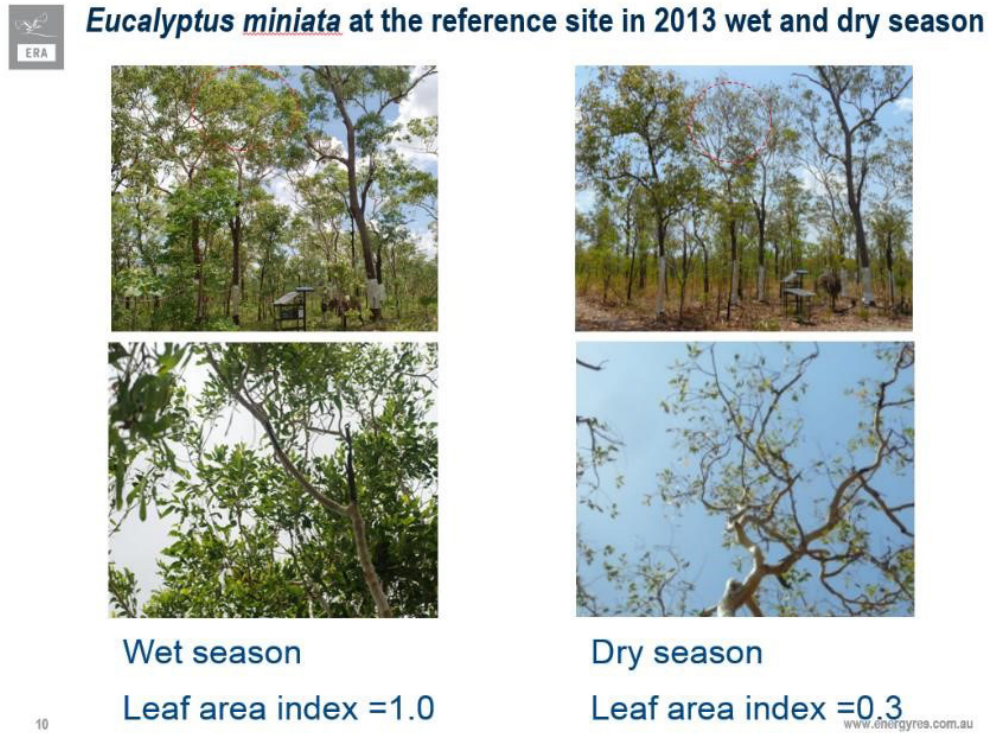 Eucalyptus miniata at the reference site in 2013 wet and dry season
ERA
Wet season
Dry season
Leaf area index =1.0
Leaf area index =0.3
10
www.energyres.com.au